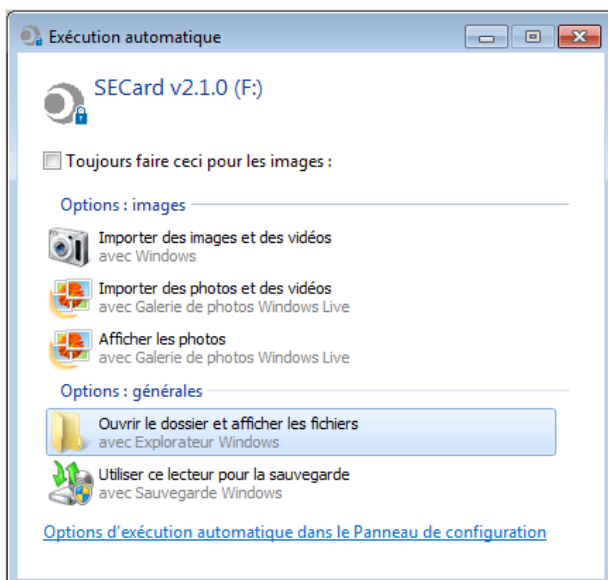 Exécution automatique
SECard v2.1.0 (F:)
Toujours faire ceci pour les images :
Options : images
Importer des images et des vidéos
avec Windows
Importer des photos et des vidéos
avec Galerie de photos Windows Live
Afficher les photos
avec Galerie de photos Windows Live
Options : générales
Ouvrir le dossier et afficher les fichiers
avec Explorateur Windows
Utiliser ce lecteur pour la sauvegarde
avec Sauvegarde Windows
Options d'exécution automatique dans le Panneau de configuration